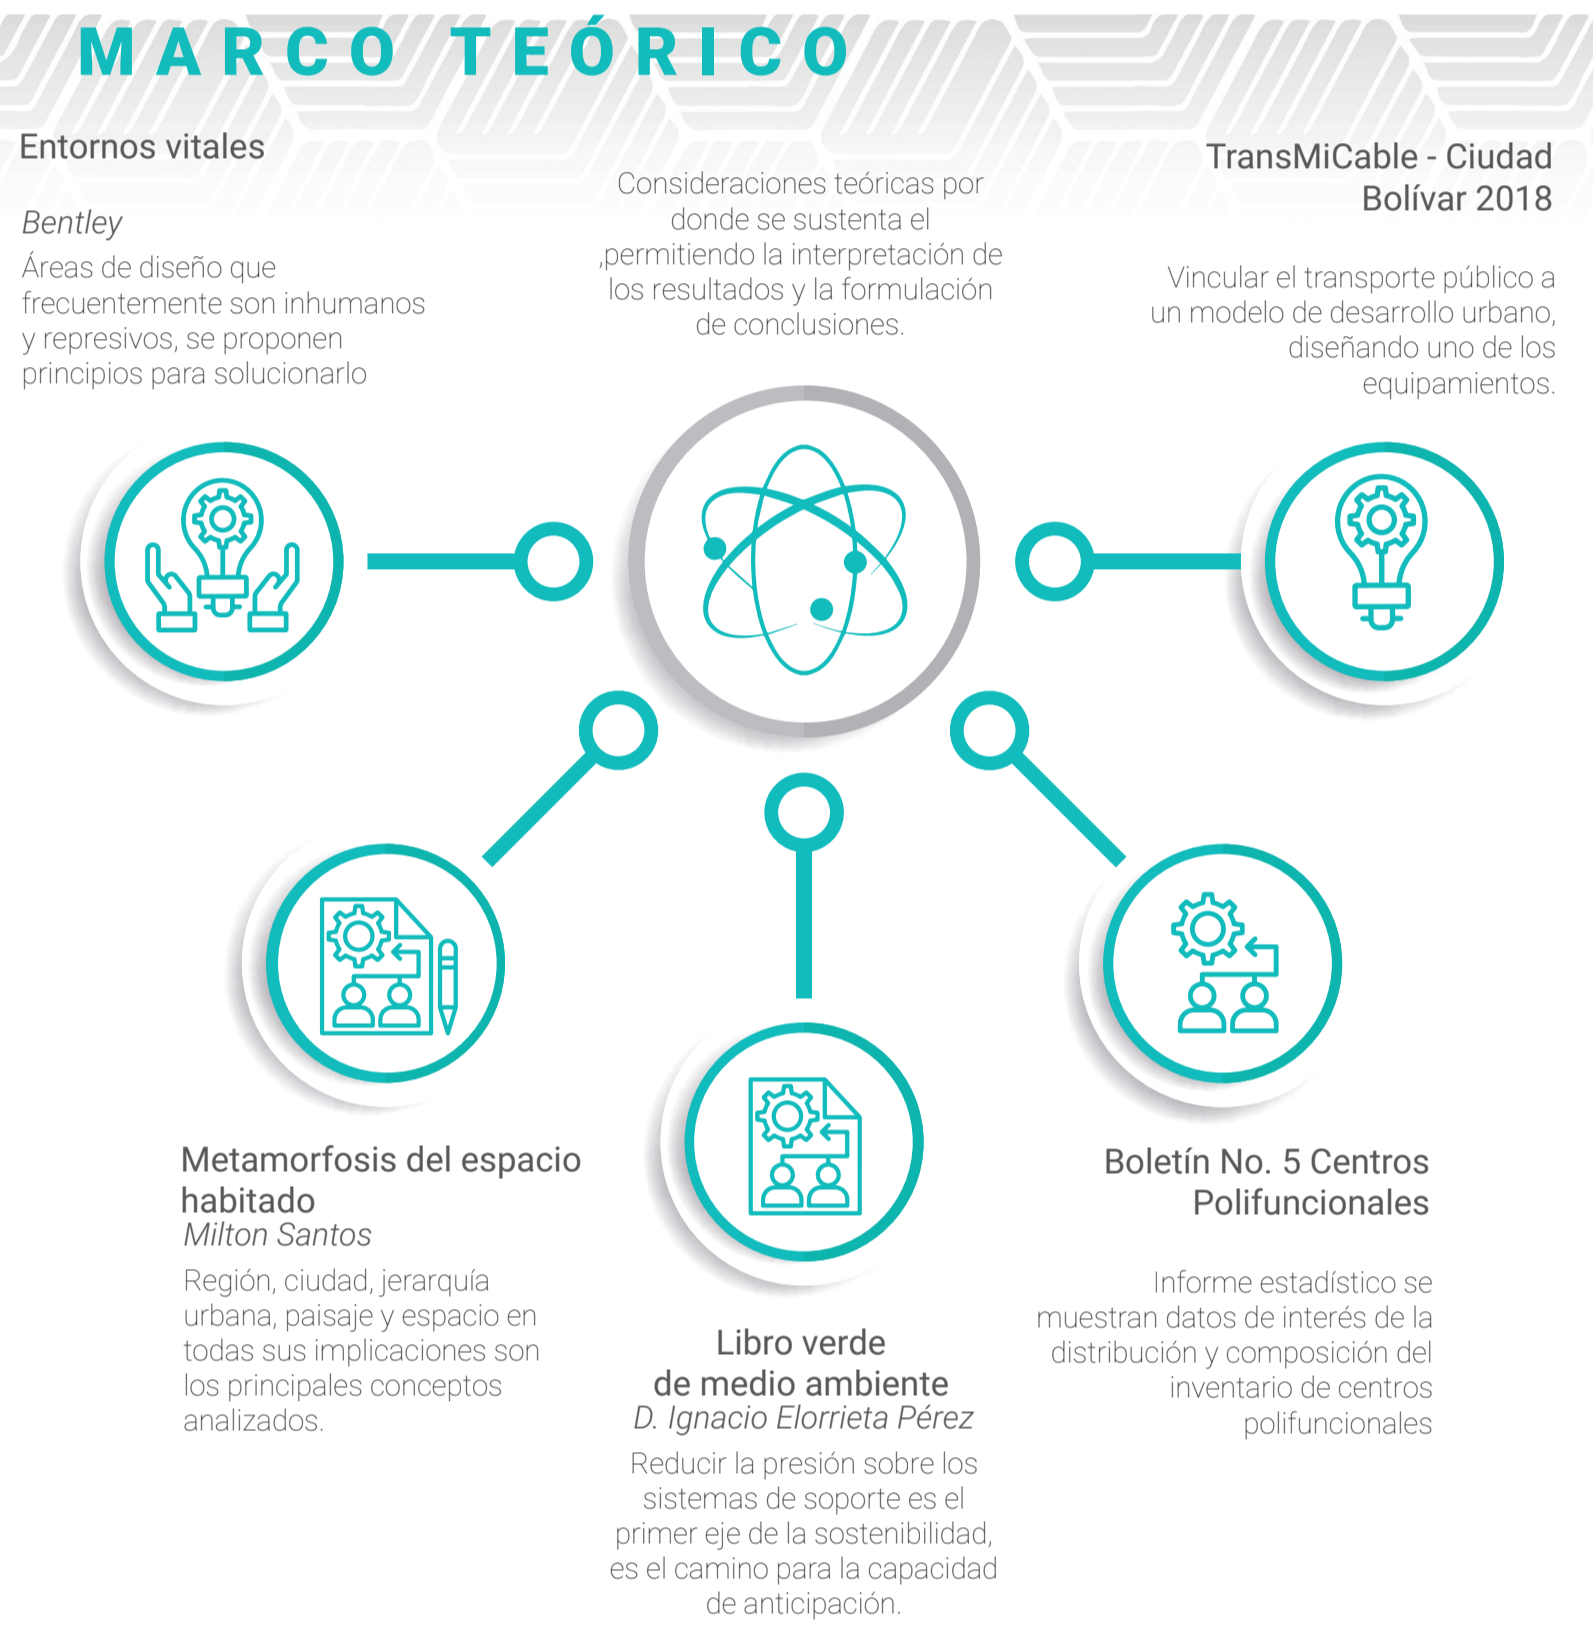 MARCO TEÓRICO
Entornos vitales
Bentley
Áreas de diseño que
frecuentemente son inhumanos
y represivos, se proponen
principios para solucionarlo
Consideraciones teóricas por
donde se sustenta el
,permitiendo la interpretación de
los resultados y la formulación
de conclusiones.
TransMiCable - Ciudad
Bolívar 2018
Vincular el transporte público a
un modelo de desarrollo urbano,
diseñando uno de los
equipamientos.
Metamorfosis del espacio
habitado
Milton Santos
Región, ciudad, jerarquía
urbana, paisaje y espacio en
todas sus implicaciones son
los principales conceptos
analizados.
Libro verde
de medio ambiente
D. Ignacio Elorrieta Pérez
Reducir la presión sobre los
sistemas de soporte es el
primer eje de la sostenibilidad,
es el camino para la capacidad
de anticipación.
Boletín No. 5 Centros
Polifuncionales
Informe estadístico se
muestran datos de interés de la
distribución y composición del
inventario de centros
polifuncionales